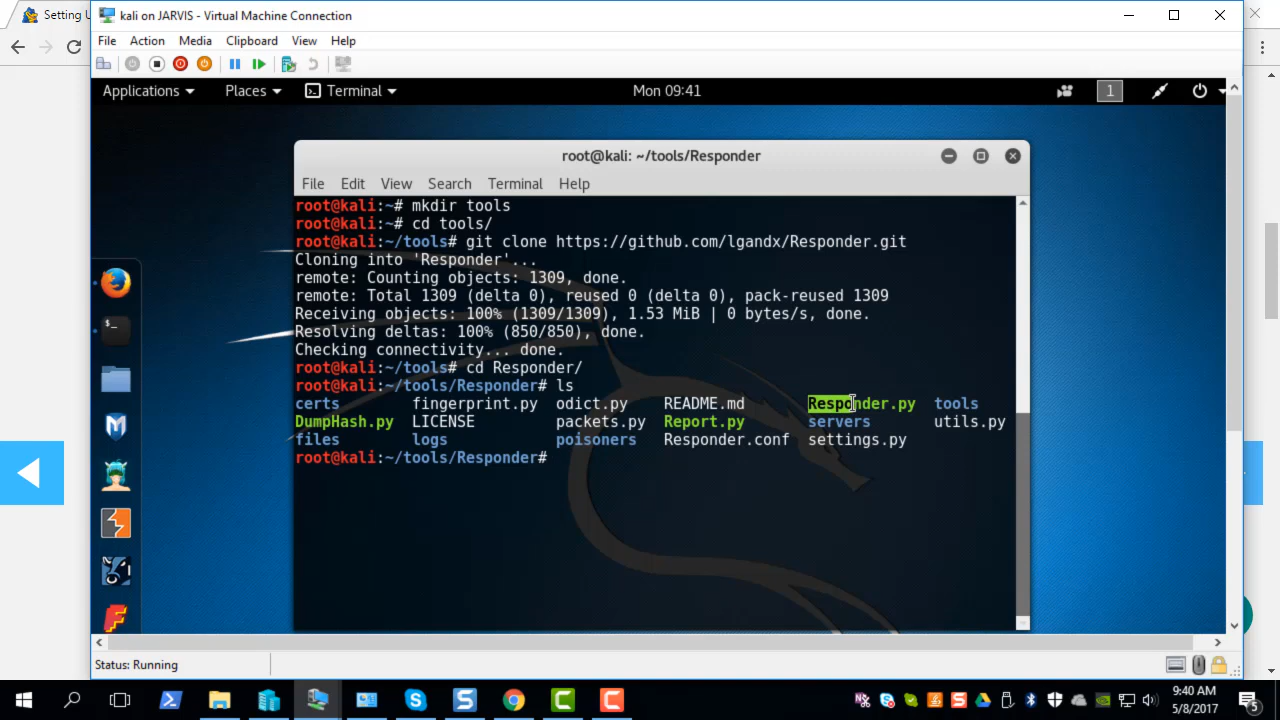 Setting U
kali on JARVIS - Virtual Machine Connection
File Action Media Clipboard View Help
Applications Places Terminal Mon 09:41 1
root@kali: ~/tools/Responder
File Edit View Search Terminal Help
root@kali:~# mkdir tools
root@kali:~# cd tools/
root@kali:~/tools# git clone https://github.com/lgandx/Responder.git
Cloning into 'Responder'...
remote: Counting objects: 1309, done.
remote: Total 1309 (delta 0), reused 0 (delta 0), pack-reused 1309
Receiving objects: 100% (1309/1309), 1.53 MiB | 0 bytes/s, done.
Resolving deltas: 100% (850/850), done.
Checking connectivity... done.
root@kali:~/tools# cd Responder/
root@kali:~/tools/Responder# ls
certs fingerprint.py odict.py README.md Responder.py tools
DumpHash.py LICENSE packets.py Report.py servers utils.py
files logs poisoners Responder.conf settings.py
root@kali:~/tools/Responder#
Status: Running
9:40 AM
5/8/2017
5